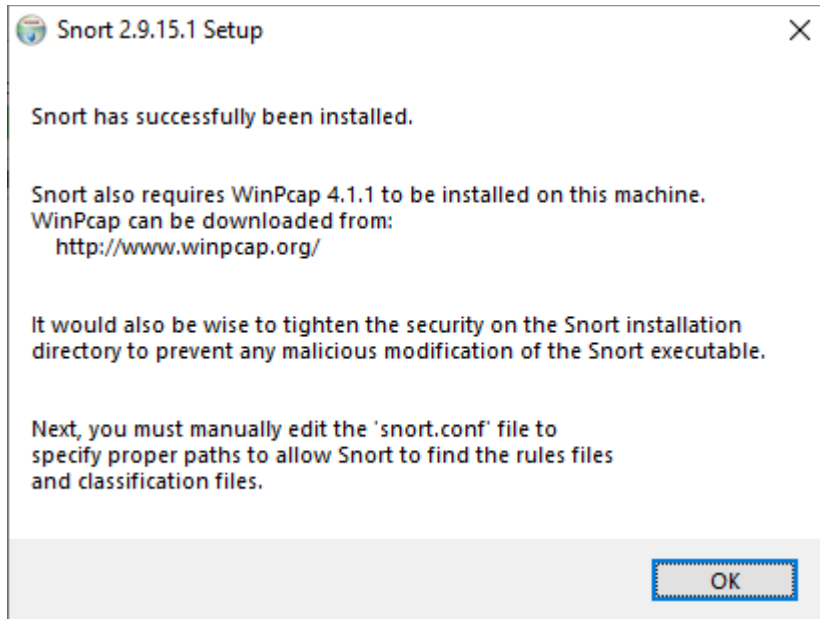 Snort 2.9.15.1 Setup
Snort has successfully been installed.
Snort also requires WinPcap 4.1.1 to be installed on this machine.
WinPcap can be downloaded from:
http://www.winpcap.org/
It would also be wise to tighten the security on the Snort installation
directory to prevent any malicious modification of the Snort executable.
Next, you must manually edit the 'snort.conf' file to
specify proper paths to allow Snort to find the rules files
and classification files.
OK